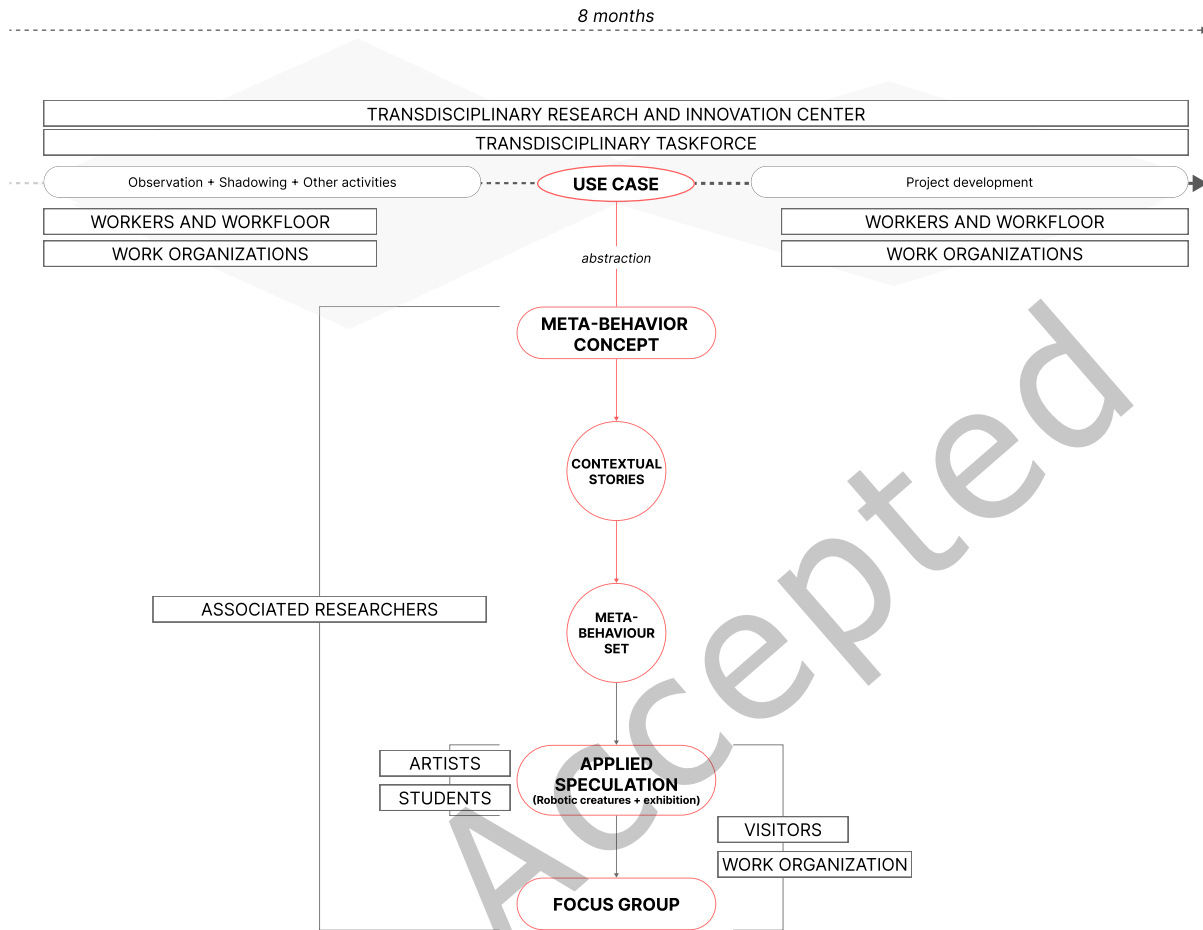 8 months
TRANSDISCIPLINARY RESEARCH AND INNOVATION CENTER
TRANSDISCIPLINARY TASKFORCE
Observation + Shadowing + Other activities
USE CASE
Project development
WORKERS AND WORKFLOOR
WORKERS AND WORKFLOOR
WORK ORGANIZATIONS
WORK ORGANIZATIONS
abstraction
META-BEHAVIOR
CONCEPT
CONTEXTUAL
STORIES
ASSOCIATED RESEARCHERS
META-
BEHAVIOUR
SET
ARTISTS
STUDENTS
APPLIED
SPECULATION
(Robotic creatures + exhibition)
VISITORS
WORK ORGANIZATION
FOCUS GROUP
Accepted